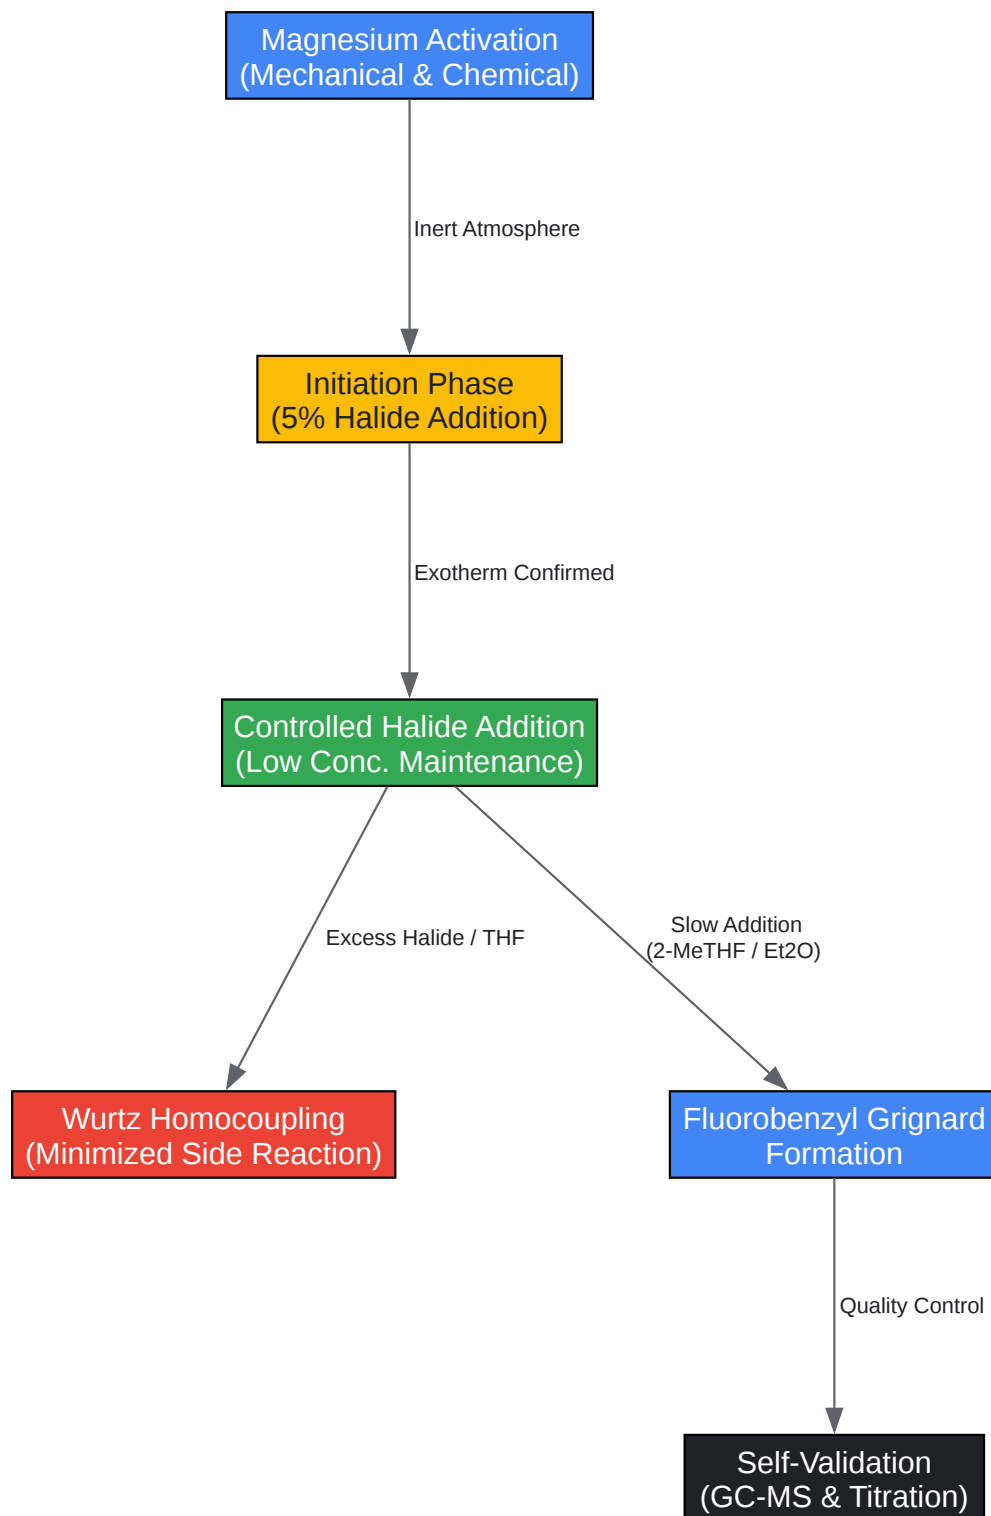 Magnesium Activation
(Mechanical & Chemical)
Inert Atmosphere
Initiation Phase
(5% Halide Addition)
Exotherm Confirmed
Controlled Halide Addition
(Low Conc. Maintenance)
Excess Halide / THF
Slow Addition
(2-MeTHF / Et2O)
Wurtz Homocoupling
(Minimized Side Reaction)
Fluorobenzyl Grignard
Formation
Quality Control
Self-Validation
(GC-MS & Titration)